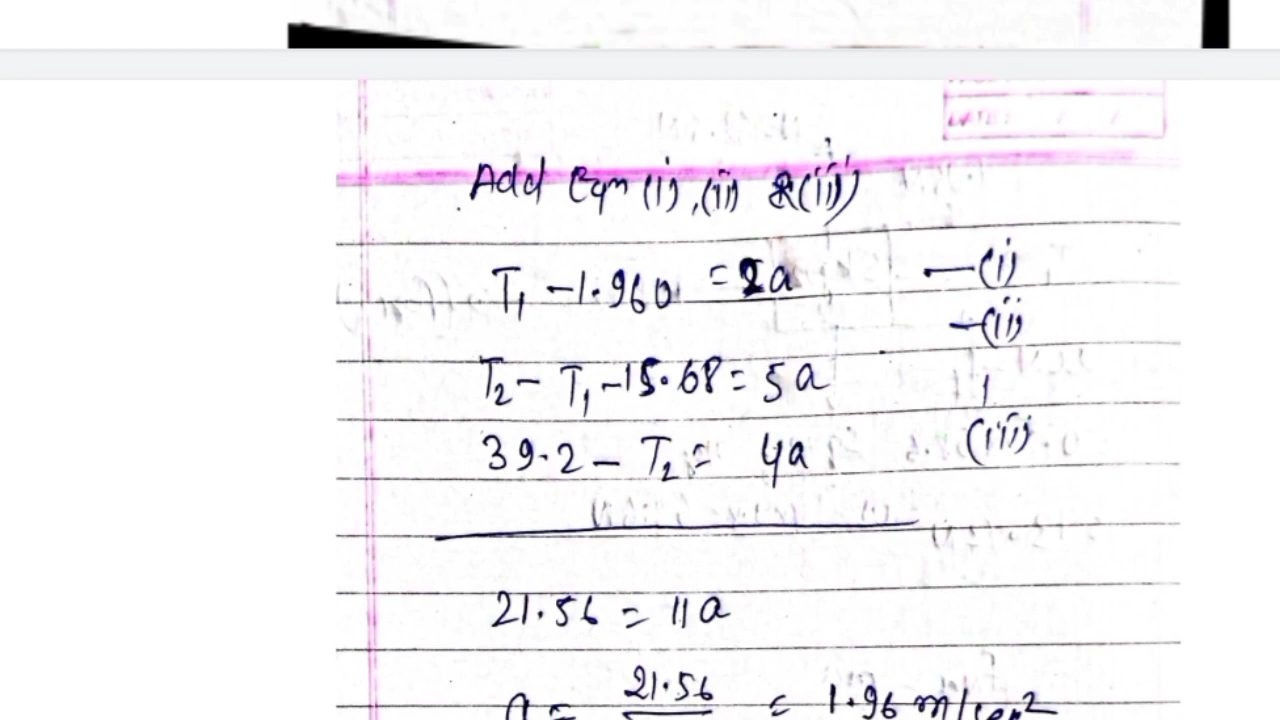 DATE: / /
Add Eqn (i), (ii) & (iii)
T₁ - 1.960 = 2a —(i)
—(ii)
T₂ - T₁ - 15.68 = 5a
39.2 - T₂ = 4a (iii)
21.56 = 11a
a = 21.56 = 1.96 m/sec²